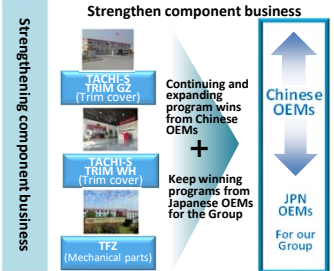 Strengthen component business
Strengthening component business
TACHI-S
TRIM GZ
(Trim cover)
TACHI-S
TRIM WH
(Trim cover)
TFZ
(Mechanical parts)
Continuing and
expanding
program wins
from Chinese
OEMs
+
Keep winning
programs from
Japanese OEMs
for the Group
Chinese
OEMs
JPN
OEMs
For our
Group